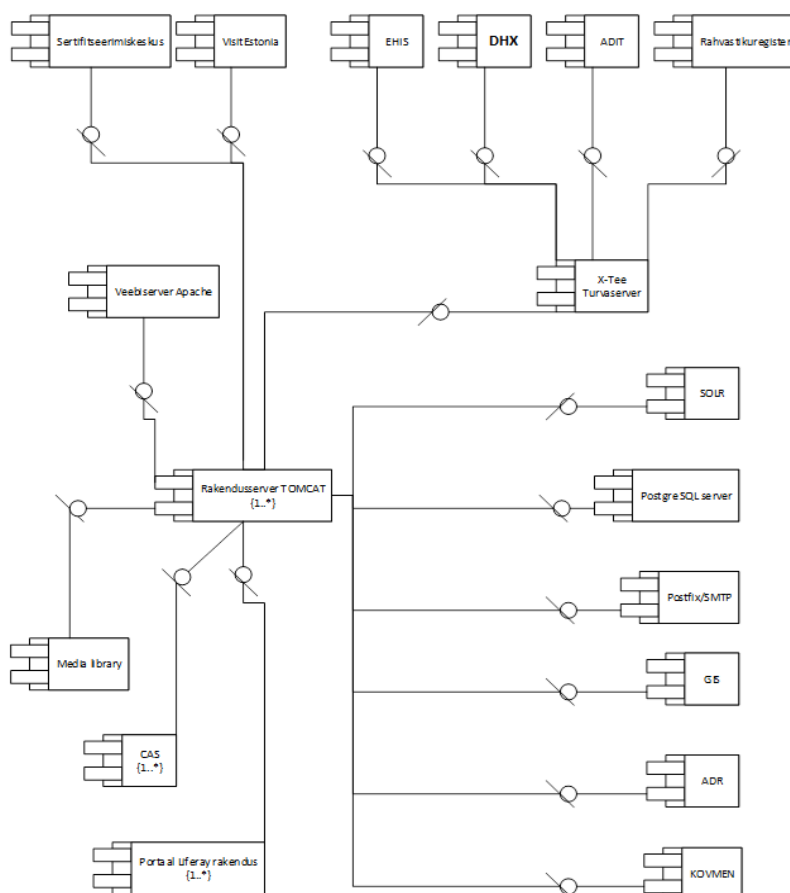 Sertifitseerimiskeskus
VisitEstonia
EHIS
DHX
ADIT
Rahvastikuregister
Veebiserver Apache
X-Tee
Turvaserver
SOLR
Rakendusserver TOMCAT
{1..*}
PostgreSQL server
Postfix/SMTP
Media library
GIS
CAS
{1..*}
ADR
Portaal Liferay rakendus
{1..*}
KOVMEN